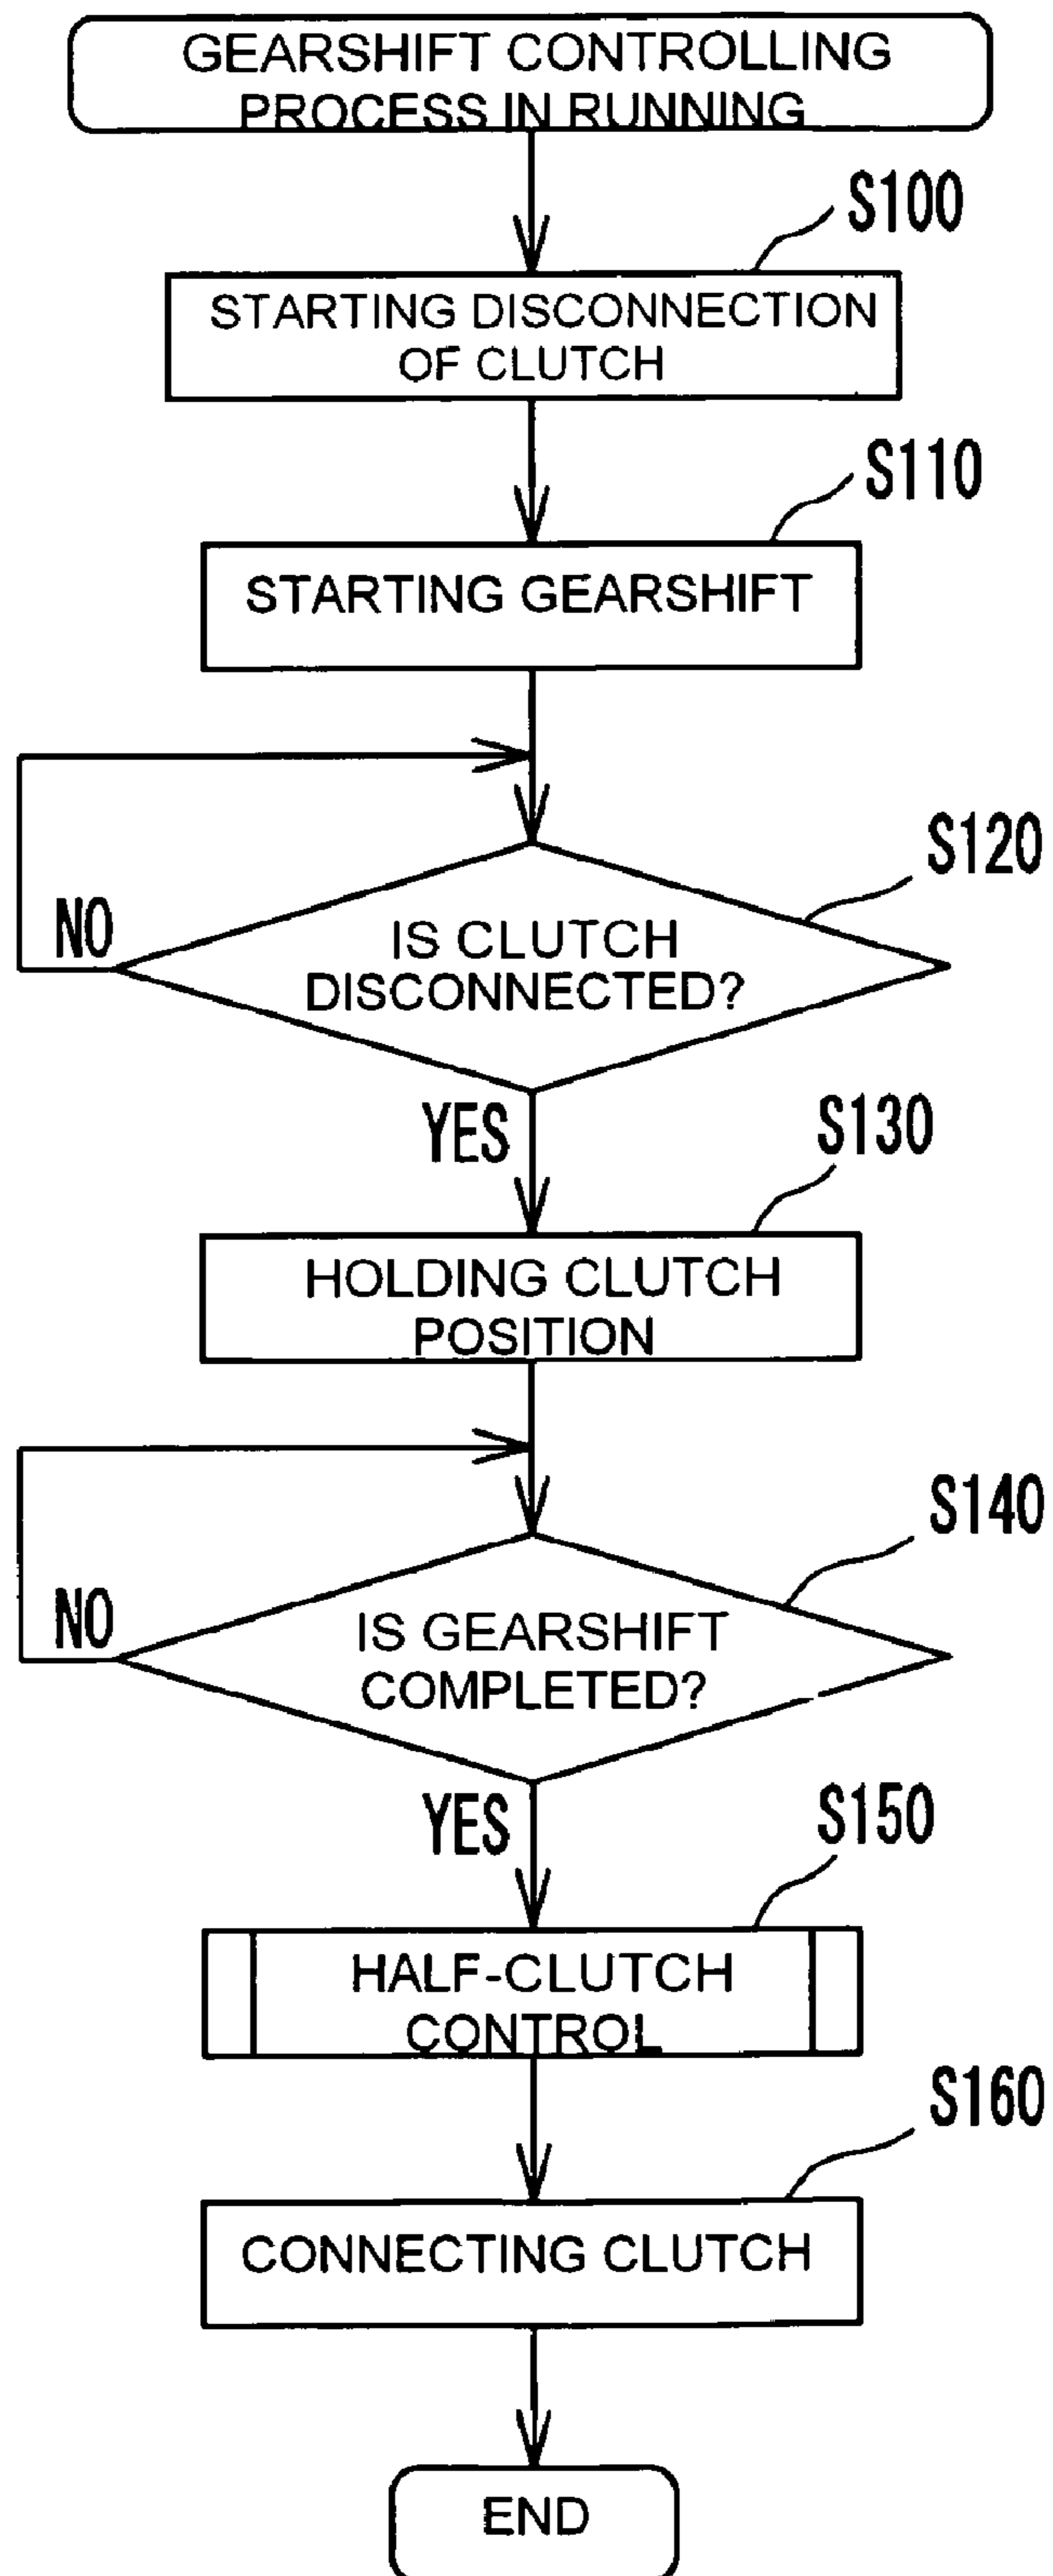 GEARSHIFT CONTROLLING
PROCESS IN RUNNING
S100
STARTING DISCONNECTION
OF CLUTCH
S110
STARTING GEARSHIFT
S120
NO
IS CLUTCH
DISCONNECTED?
YES
S130
HOLDING CLUTCH
POSITION
S140
NO
IS GEARSHIFT
COMPLETED?
YES
S150
HALF-CLUTCH
CONTROL
S160
CONNECTING CLUTCH
END